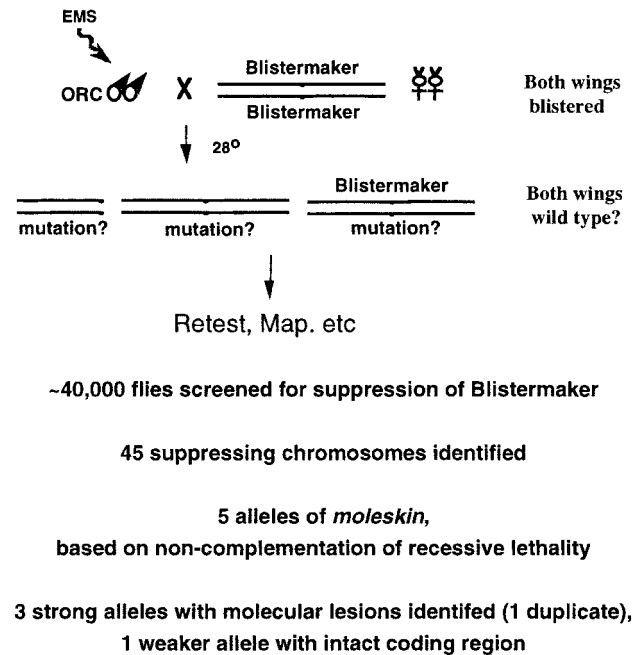 EMS
ORC
X
Blistermaker
Blistermaker
Both wings
blistered
28º
Blistermaker
mutation?
mutation?
mutation?
Both wings
wild type?
Retest, Map. etc
~40,000 flies screened for suppression of Blistermaker
45 suppressing chromosomes identified
5 alleles of moleskin,
based on non-complementation of recessive lethality
3 strong alleles with molecular lesions identifed (1 duplicate),
1 weaker allele with intact coding region